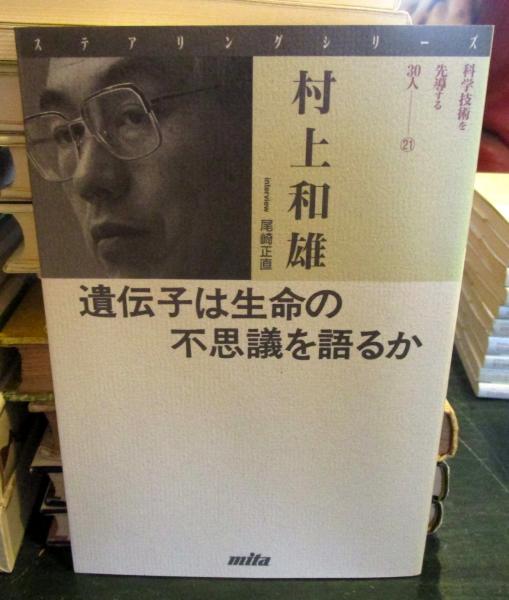 ステアリングシリーズ
科学技術を
先導する
30人——㉑
村上和雄
interview 尾崎正直
遺伝子は生命の
不思議を語るか
mita